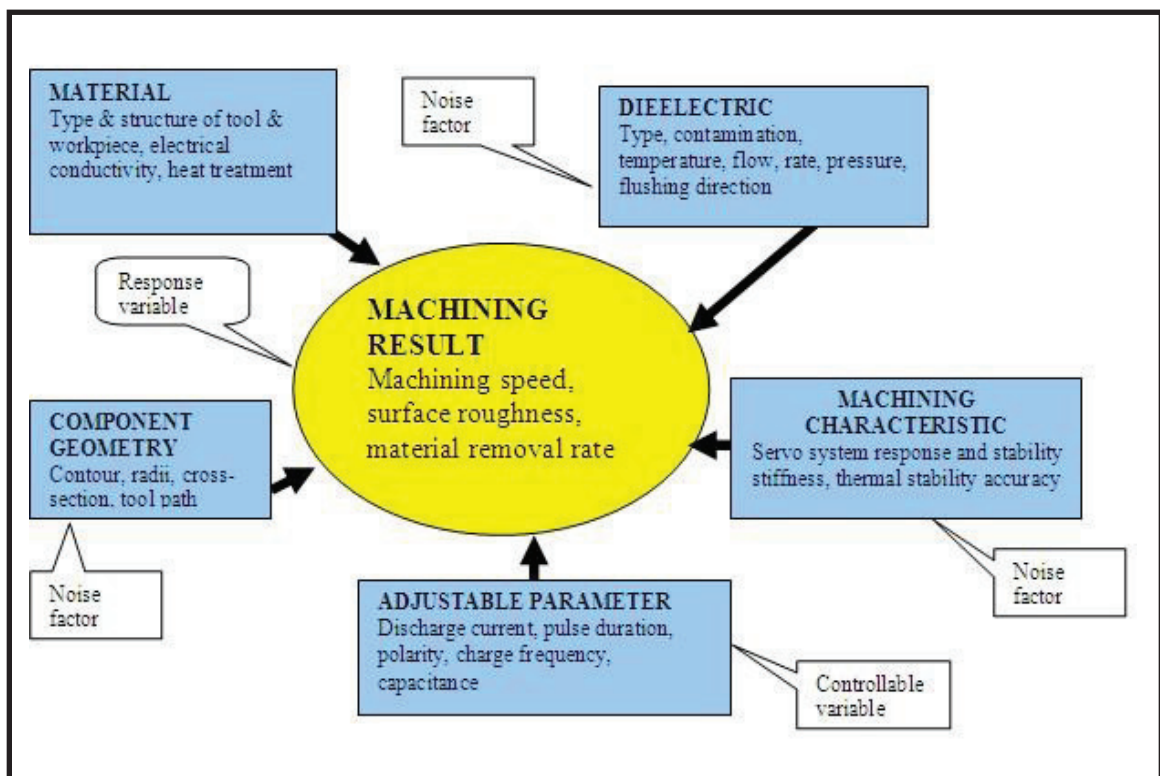 MATERIAL
Type & structure of tool &
workpiece, electrical
conductivity, heat treatment
Noise
factor
DIEELECTRIC
Type, contamination,
temperature, flow, rate, pressure,
flushing direction
Response
variable
MACHINING
RESULT
Machining speed,
surface roughness,
material removal rate
COMPONENT
GEOMETRY
Contour, radii, cross-
section, tool path
MACHINING
CHARACTERISTIC
Servo system response and stability
stiffness, thermal stability accuracy
Noise
factor
Noise
factor
ADJUSTABLE PARAMETER
Discharge current, pulse duration,
polarity, charge frequency,
capacitance
Controllable
variable